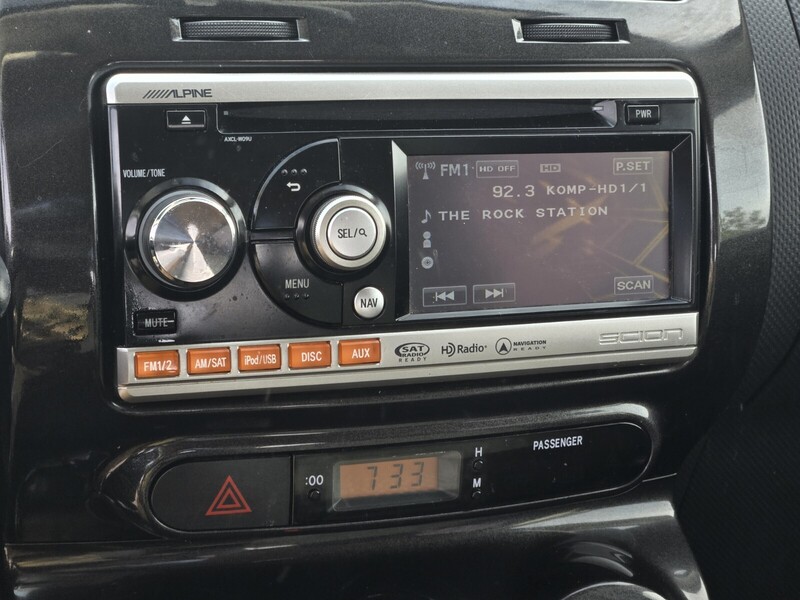 ALPINE
AXCL-W09U
PWR
VOLUME/TONE
FM1 HD OFF HD P.SET
92.3 KOMP-HD1/1
THE ROCK STATION
SEL/
MENU
NAV
SCAN
MUTE
FM1/2 AM/SAT iPod/USB DISC AUX
SAT RADIO READY
HD Radio
NAVIGATION READY
SCION
:00
7 33
H
M
PASSENGER